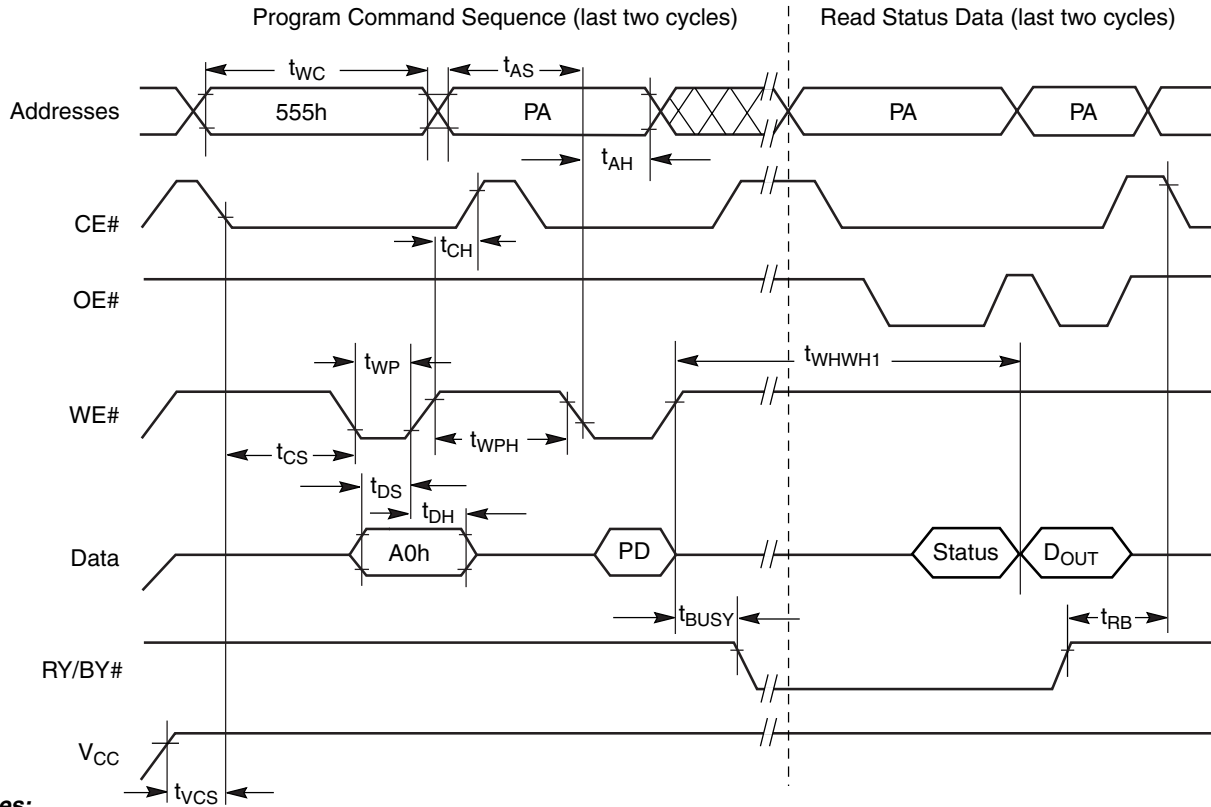 Program Command Sequence (last two cycles) Read Status Data (last two cycles)
tWC tAS
Addresses 555h PA PA PA
tAH
CE#
tCH
OE#
tWP tWHWH1
WE#
tCS tWPH
tDS
tDH
Data A0h PD Status DOUT
tBUSY tRB
RY/BY#
VCC
tVCS
es: